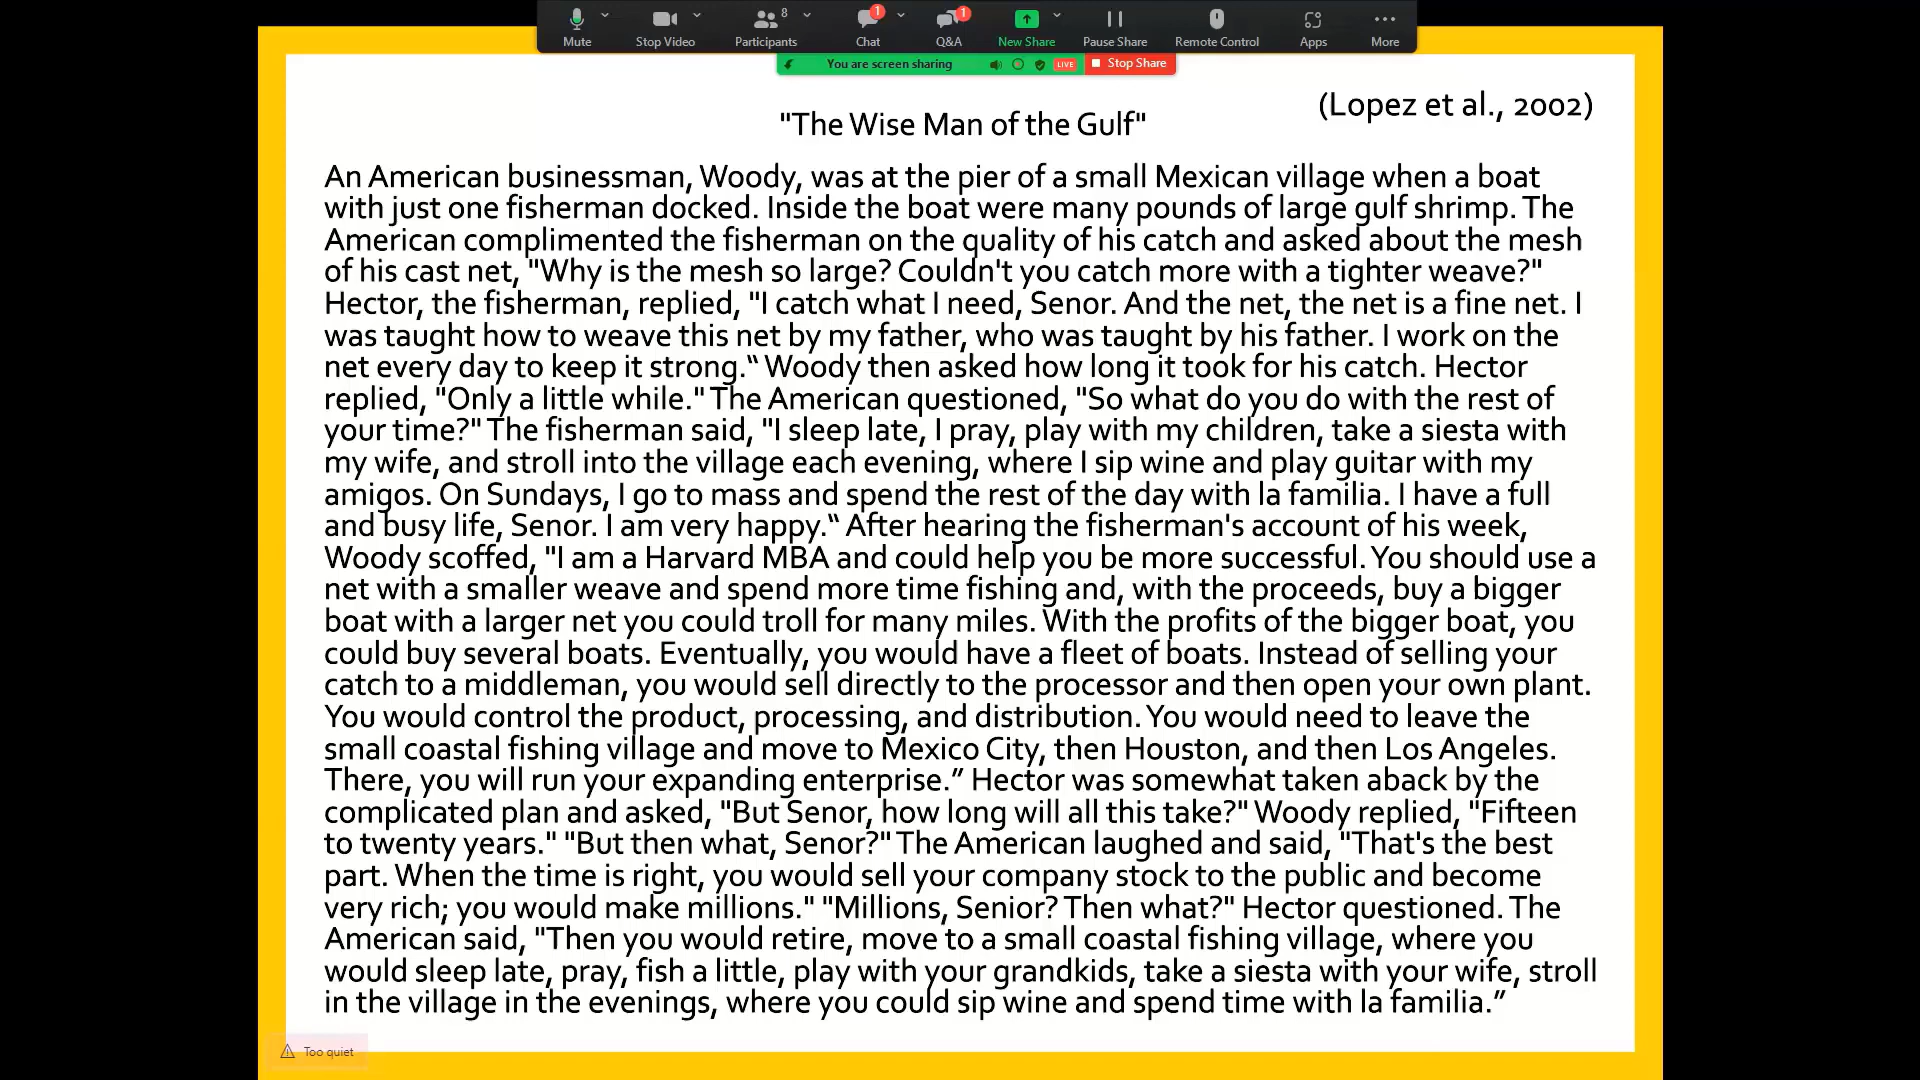 8
1
1
Mute
Stop Video
Participants
Chat
Q&A
New Share
Pause Share
Remote Control
Apps
More
You are screen sharing
LIVE
Stop Share
(Lopez et al., 2002)
"The Wise Man of the Gulf"
An American businessman, Woody, was at the pier of a small Mexican village when a boat
with just one fisherman docked. Inside the boat were many pounds of large gulf shrimp. The
American complimented the fisherman on the quality of his catch and asked about the mesh
of his cast net, "Why is the mesh so large? Couldn't you catch more with a tighter weave?"
Hector, the fisherman, replied, "I catch what I need, Senor. And the net, the net is a fine net. I
was taught how to weave this net by my father, who was taught by his father. I work on the
net every day to keep it strong.“ Woody then asked how long it took for his catch. Hector
replied, "Only a little while." The American questioned, "So what do you do with the rest of
your time?" The fisherman said, "I sleep late, I pray, play with my children, take a siesta with
my wife, and stroll into the village each evening, where I sip wine and play guitar with my
amigos. On Sundays, I go to mass and spend the rest of the day with la familia. I have a full
and busy life, Senor. I am very happy.“ After hearing the fisherman's account of his week,
Woody scoffed, "I am a Harvard MBA and could help you be more successful. You should use a
net with a smaller weave and spend more time fishing and, with the proceeds, buy a bigger
boat with a larger net you could troll for many miles. With the profits of the bigger boat, you
could buy several boats. Eventually, you would have a fleet of boats. Instead of selling your
catch to a middleman, you would sell directly to the processor and then open your own plant.
You would control the product, processing, and distribution. You would need to leave the
small coastal fishing village and move to Mexico City, then Houston, and then Los Angeles.
There, you will run your expanding enterprise.” Hector was somewhat taken aback by the
complicated plan and asked, "But Senor, how long will all this take?" Woody replied, "Fifteen
to twenty years." "But then what, Senor?" The American laughed and said, "That's the best
part. When the time is right, you would sell your company stock to the public and become
very rich; you would make millions." "Millions, Senior? Then what?" Hector questioned. The
American said, "Then you would retire, move to a small coastal fishing village, where you
would sleep late, pray, fish a little, play with your grandkids, take a siesta with your wife, stroll
in the village in the evenings, where you could sip wine and spend time with la familia.”
Too quiet